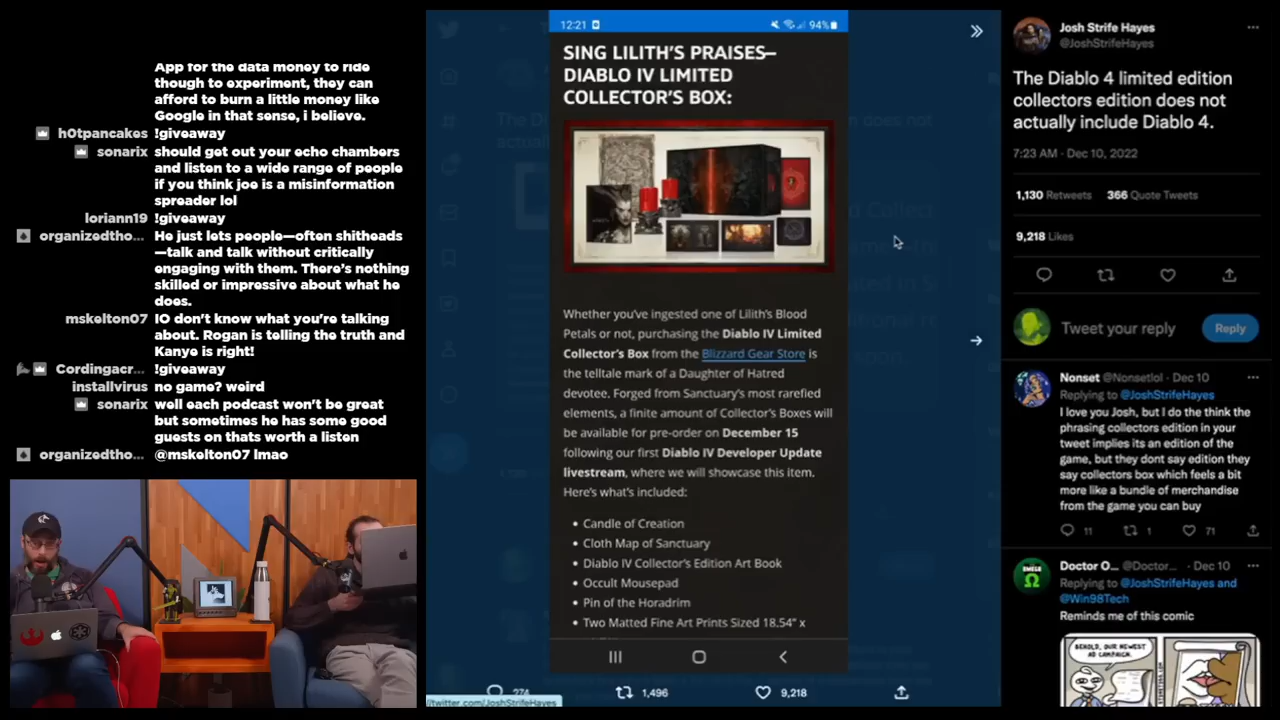 App for the data money to ride
though to experiment, they can
afford to burn a little money like
Google in that sense, i believe.
h0tpancakes !giveaway
sonarix should get out your echo chambers
and listen to a wide range of people
if you think joe is a misinformation
spreader lol
loriann19 !giveaway
organizedtho... He just lets people—often shitheads
—talk and talk without critically
engaging with them. There's nothing
skilled or impressive about what he
does.
mskelton07 IO don't know what you're talking
about. Rogan is telling the truth and
Kanye is right!
Cordingacr... !giveaway
installvirus no game? weird
sonarix well each podcast won't be great
but sometimes he has some good
guests on thats worth a listen
organizedtho... @mskelton07 lmao
12:21
94%
SING LILITH'S PRAISES—
DIABLO IV LIMITED
COLLECTOR'S BOX:
Whether you've ingested one of Lilith's Blood
Petals or not, purchasing the Diablo IV Limited
Collector's Box from the Blizzard Gear Store is
the telltale mark of a Daughter of Hatred
devotee. Forged from Sanctuary's most rarefied
elements, a finite amount of Collector's Boxes will
be available for pre-order on December 15
following our first Diablo IV Developer Update
livestream, where we will showcase this item.
Here's what's included:
• Candle of Creation
• Cloth Map of Sanctuary
• Diablo IV Collector's Edition Art Book
• Occult Mousepad
• Pin of the Horadrim
• Two Matted Fine Art Prints Sized 18.54" x
274
1,496
9,218
//twitter.com/JoshStrifeHayes
Josh Strife Hayes
@JoshStrifeHayes
The Diablo 4 limited edition
collectors edition does not
actually include Diablo 4.
7:23 AM · Dec 10, 2022
1,130 Retweets 366 Quote Tweets
9,218 Likes
Tweet your reply
Reply
Nonset @Nonsetlol · Dec 10
Replying to @JoshStrifeHayes
I love you Josh, but I do the think the
phrasing collectors edition in your
tweet implies its an edition of the
game, but they dont say edition they
say collectors box which feels a bit
more like a bundle of merchandise
from the game you can buy
11 1 71
Doctor O... @Doctor... · Dec 10
Replying to @JoshStrifeHayes and
@Win98Tech
Reminds me of this comic
BEHOLD, OUR NEWEST
AD CAMPAIGN.